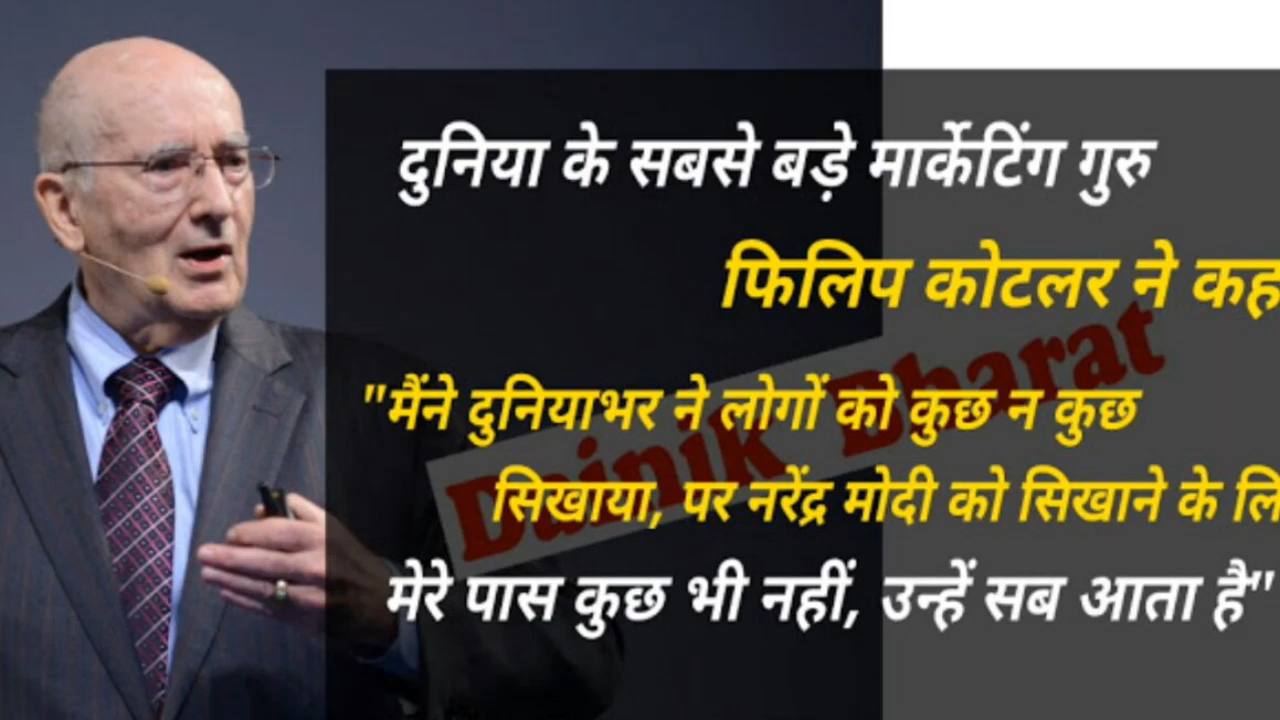 दुनिया के सबसे बड़े मार्केटिंग गुरु
फिलिप कोटलर ने कह
"मैंने दुनियाभर ने लोगों को कुछ न कुछ
सिखाया, पर नरेंद्र मोदी को सिखाने के लि
मेरे पास कुछ भी नहीं, उन्हें सब आता है"
Dainik Bharat